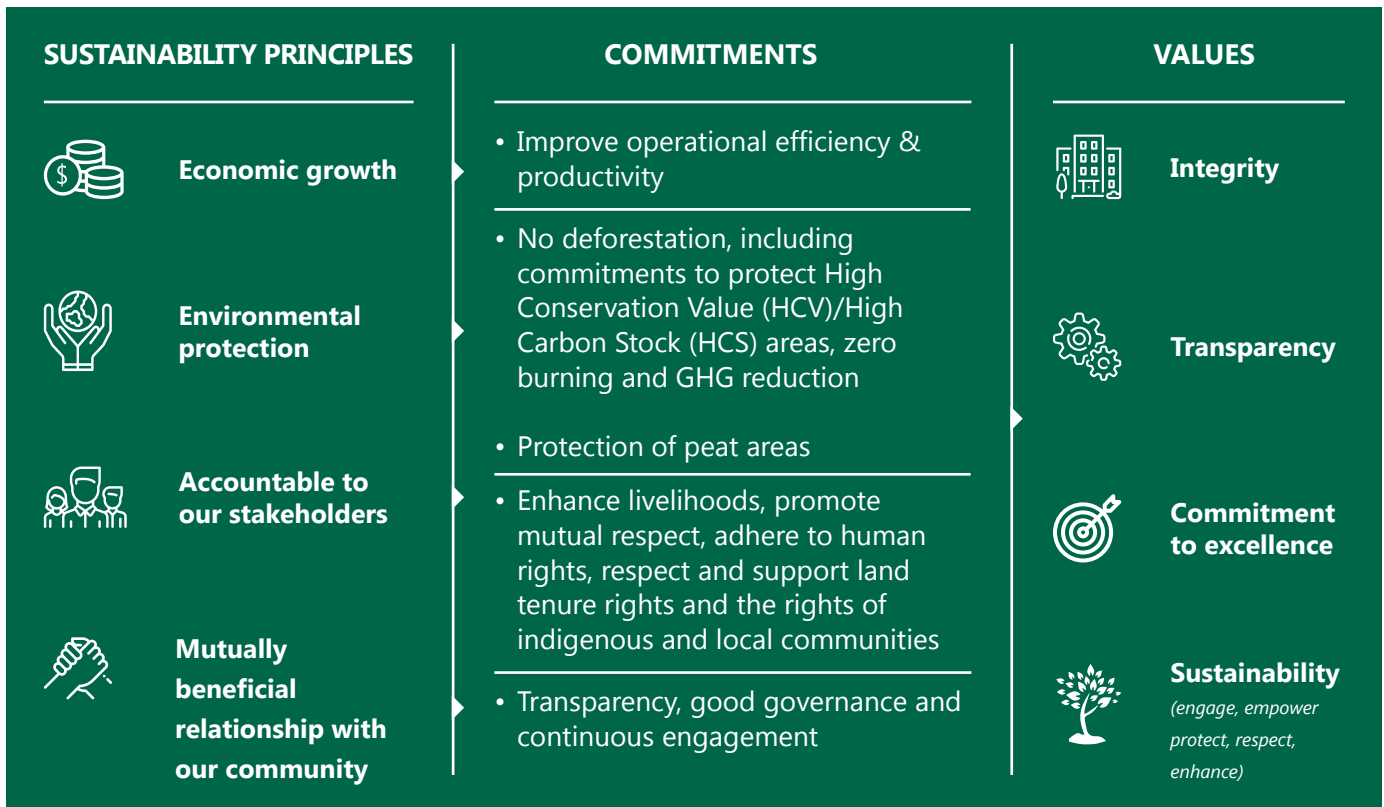 SUSTAINABILITY PRINCIPLES
Economic growth
Environmental
protection
Accountable to
our stakeholders
Mutually
beneficial
relationship with
our community
COMMITMENTS
• Improve operational efficiency &
productivity
• No deforestation, including
commitments to protect High
Conservation Value (HCV)/High
Carbon Stock (HCS) areas, zero
burning and GHG reduction
• Protection of peat areas
• Enhance livelihoods, promote
mutual respect, adhere to human
rights, respect and support land
tenure rights and the rights of
indigenous and local communities
• Transparency, good governance and
continuous engagement
VALUES
Integrity
Transparency
Commitment
to excellence
Sustainability
(engage, empower
protect, respect,
enhance)